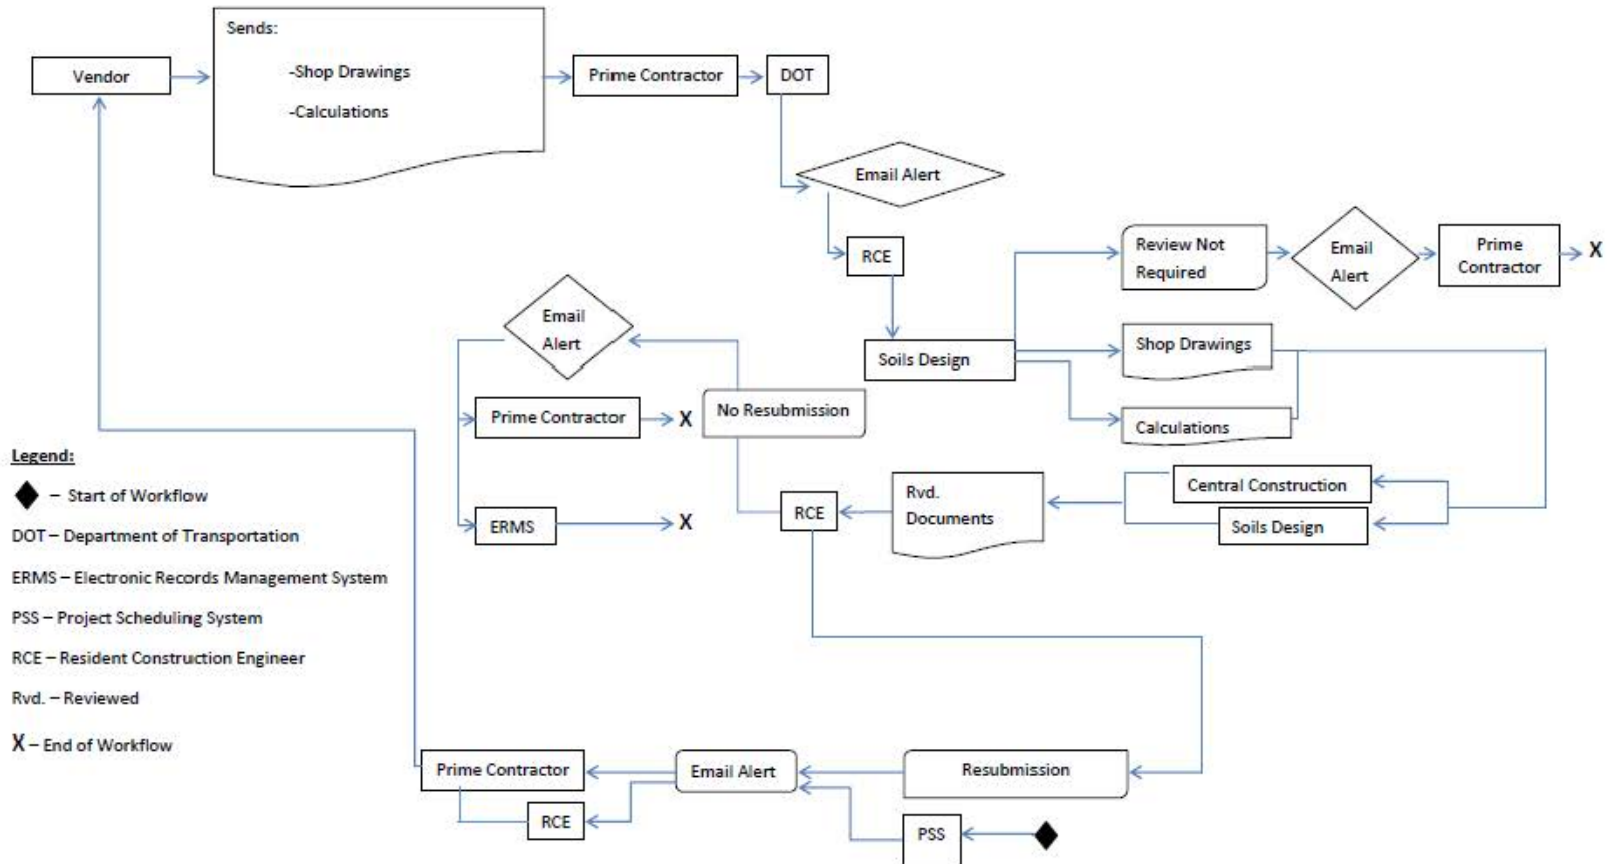 Sends:
Vendor
-Shop Drawings
-Calculations
Prime Contractor
DOT
Email Alert
RCE
Soils Design
Review Not
Required
Email
Alert
Prime
Contractor
X
Shop Drawings
Calculations
Central Construction
Soils Design
Rvd.
Documents
RCE
No Resubmission
Email
Alert
Prime Contractor
X
ERMS
X
Resubmission
PSS
Email Alert
Prime Contractor
RCE
Legend:
– Start of Workflow
DOT – Department of Transportation
ERMS – Electronic Records Management System
PSS – Project Scheduling System
RCE – Resident Construction Engineer
Rvd. – Reviewed
X – End of Workflow